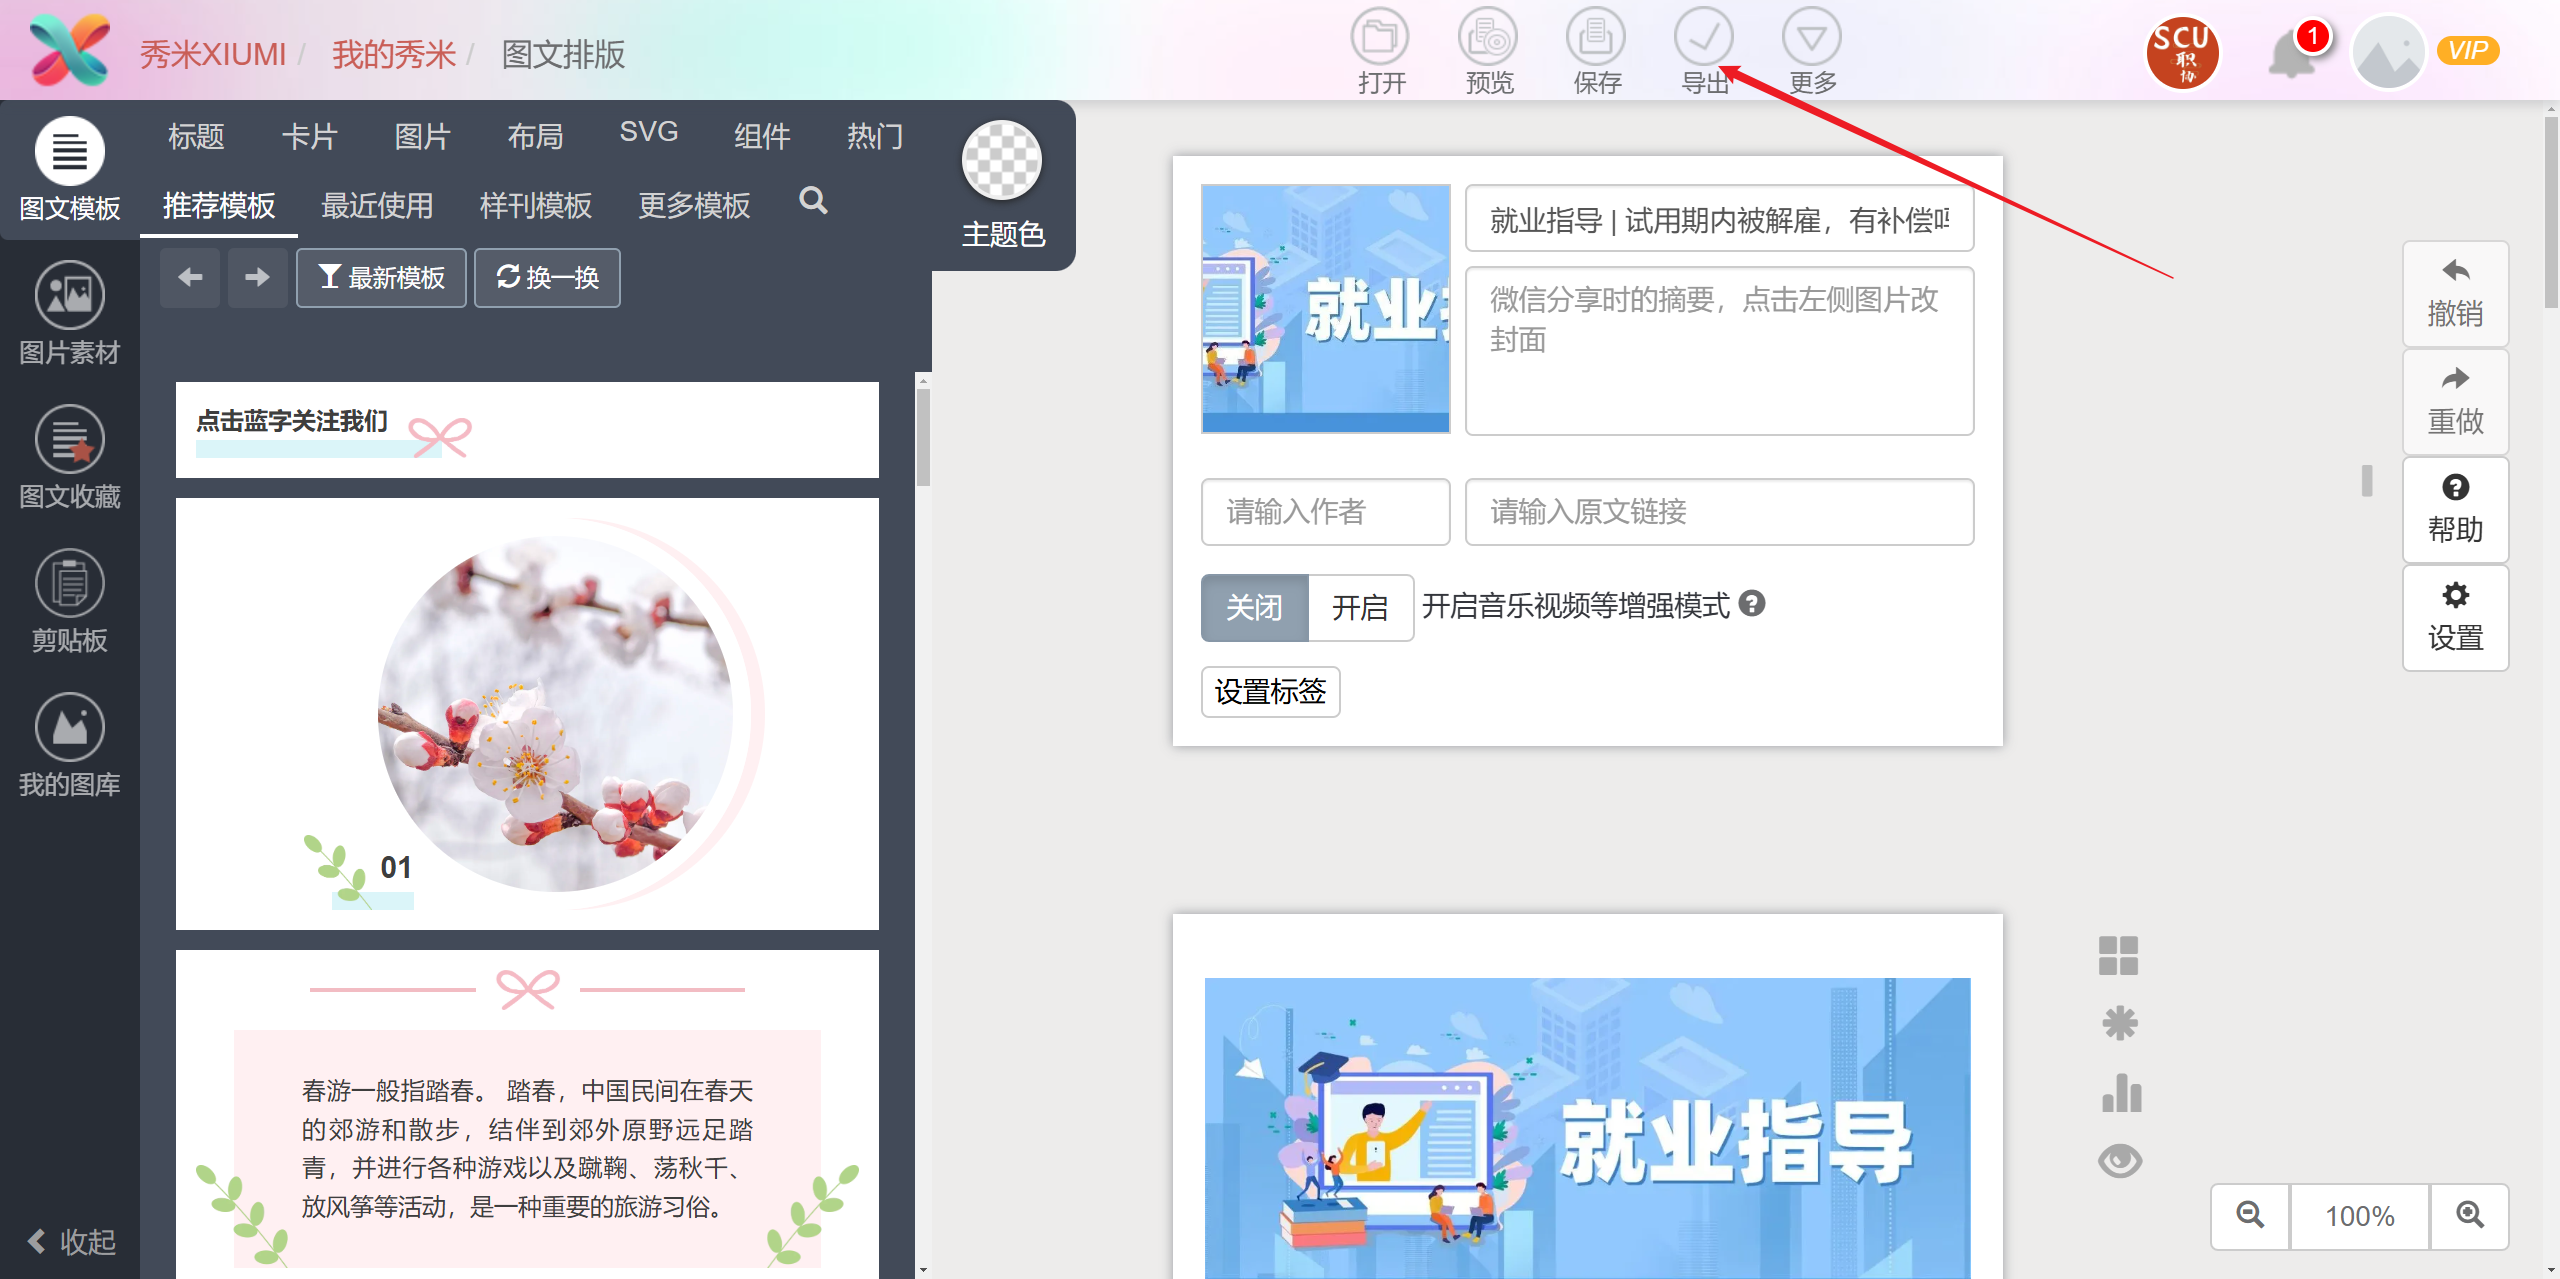 秀米XIUMI / 我的秀米 / 图文排版
打开 预览 保存 导出 更多
SCU
职
协
1
VIP
图文模板
图片素材
图文收藏
剪贴板
我的图库
收起
标题 卡片 图片 布局 SVG 组件 热门
推荐模板 最近使用 样刊模板 更多模板
主题色
最新模板 换一换
点击蓝字关注我们
01
春游一般指踏春。 踏春，中国民间在春天
的郊游和散步，结伴到郊外原野远足踏
青，并进行各种游戏以及蹴鞠、荡秋千、
放风筝等活动，是一种重要的旅游习俗。
就业
就业指导 | 试用期内被解雇，有补偿
微信分享时的摘要，点击左侧图片改
封面
请输入作者 请输入原文链接
关闭 开启 开启音乐视频等增强模式
设置标签
就业指导
撤销
重做
帮助
设置
100%